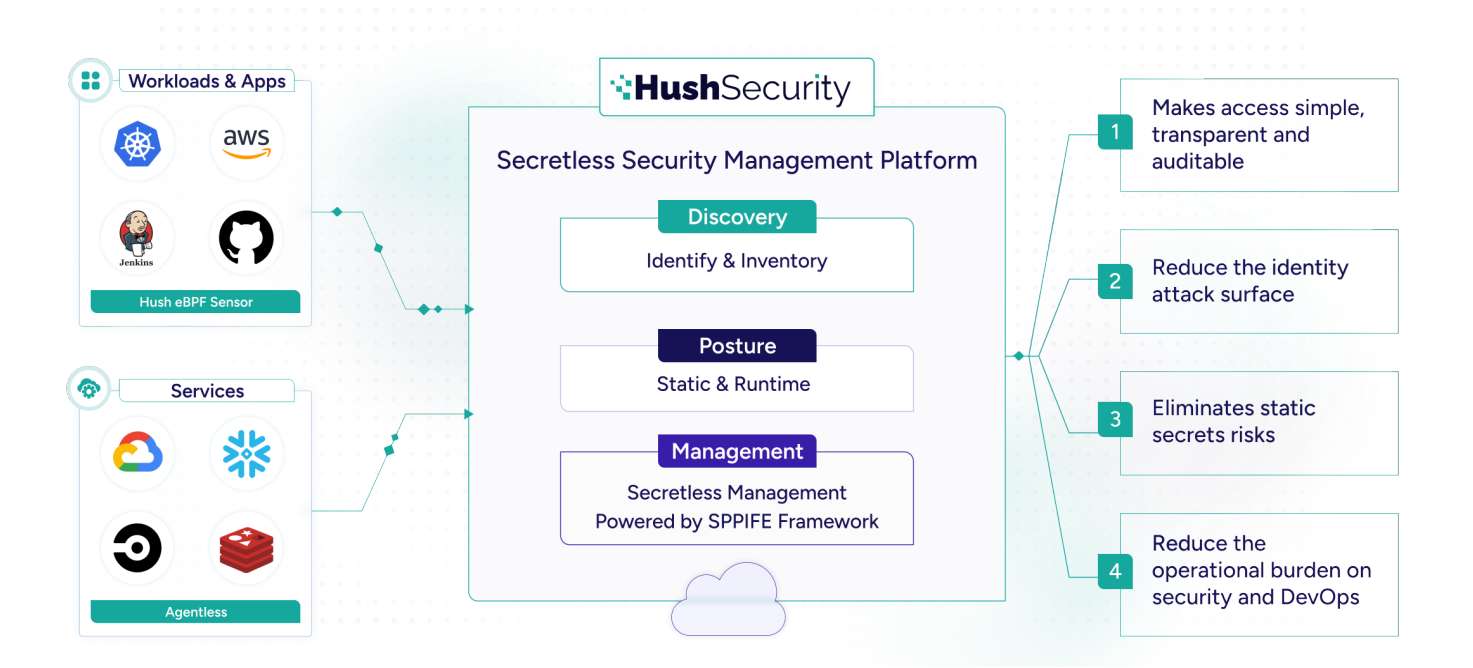 Workloads & Apps
aws
Jenkins
Hush eBPF Sensor
Services
Agentless
HushSecurity
Secretless Security Management Platform
Discovery
Identify & Inventory
Posture
Static & Runtime
Management
Secretless Management
Powered by SPPIFE Framework
1
Makes access simple,
transparent and
auditable
2
Reduce the identity
attack surface
3
Eliminates static
secrets risks
4
Reduce the
operational burden on
security and DevOps